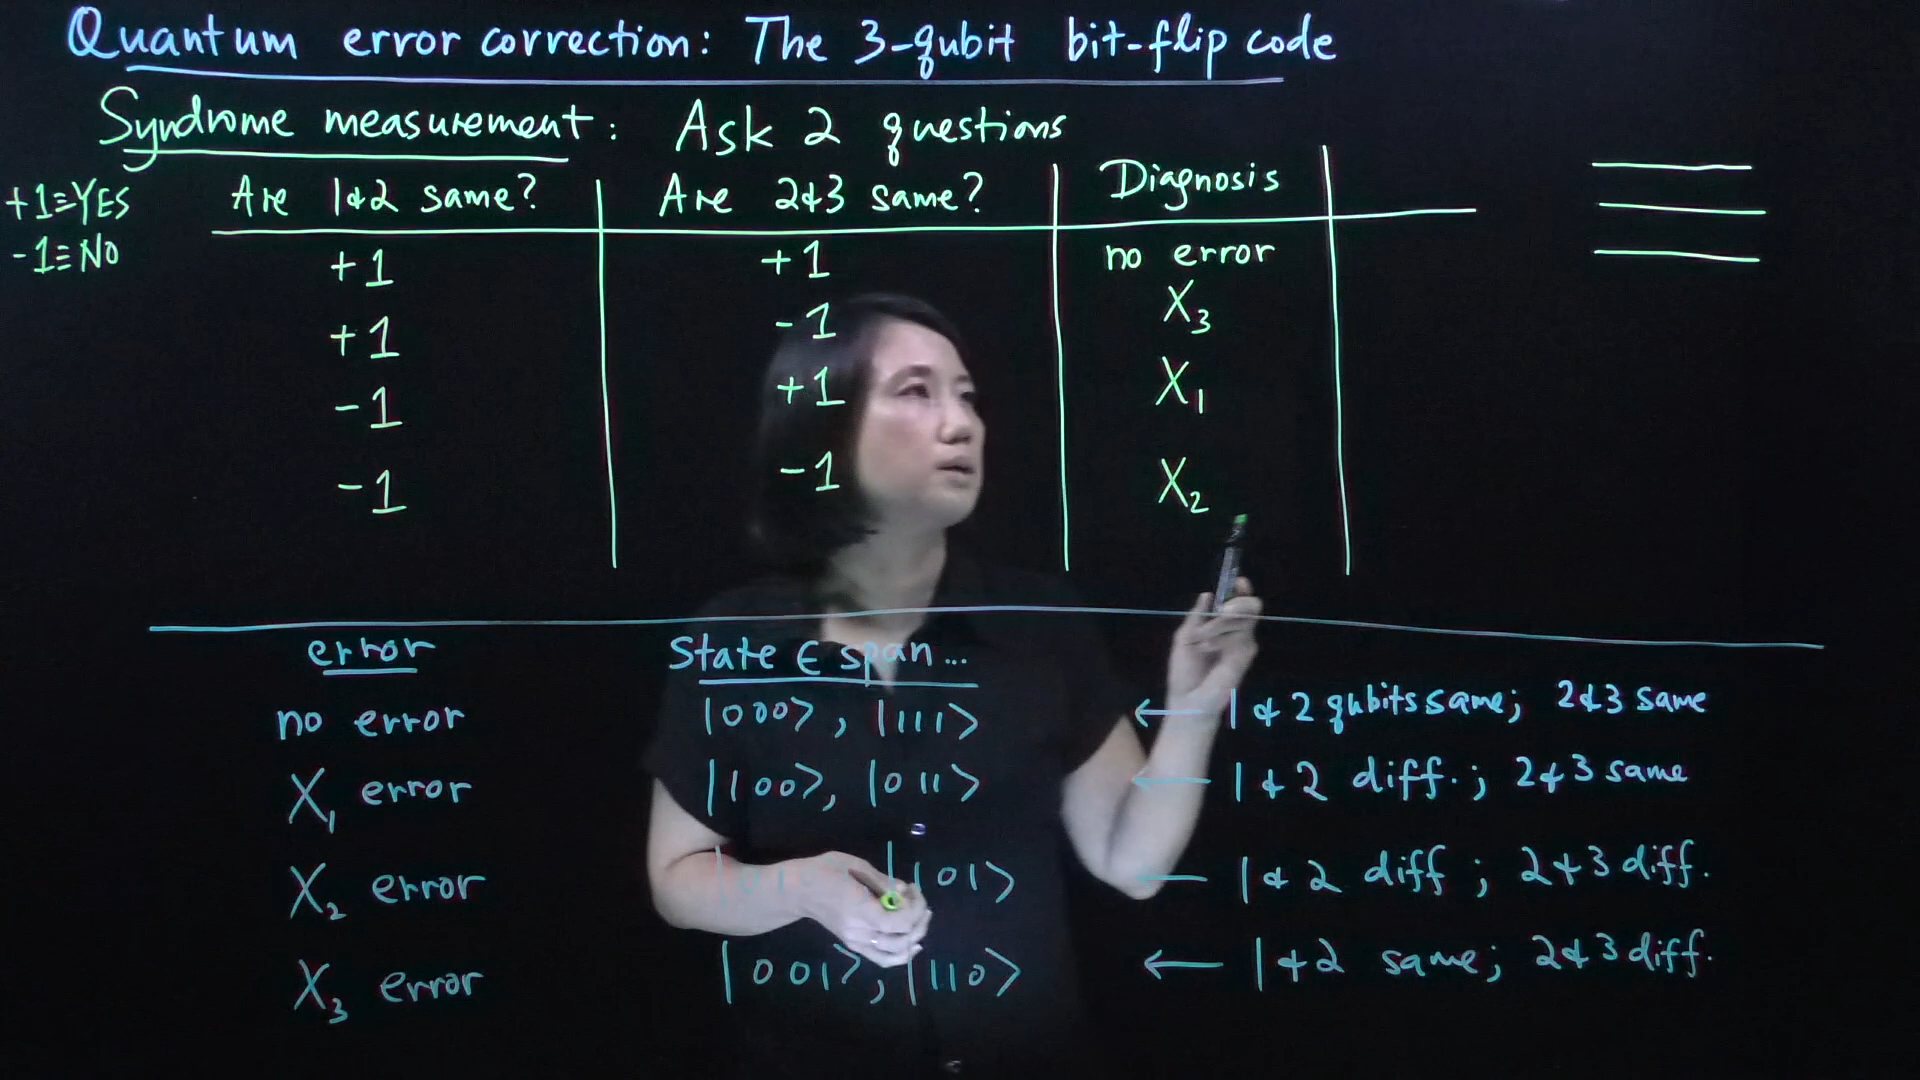 Quantum error correction: The 3-qubit bit-flip code
Syndrome measurement: Ask 2 questions
+1≡YES
-1≡NO
Are 1&2 same? Are 2&3 same? Diagnosis
+1 +1 no error
+1 -1 X₃
-1 +1 X₁
-1 -1 X₂
error State ∈ span...
no error |000⟩, |111⟩ ← 1&2 qubits same; 2&3 same
X₁ error |100⟩, |011⟩ ← 1&2 diff.; 2&3 same
X₂ error |010 |101⟩ ← 1&2 diff; 2&3 diff.
X₃ error |001⟩, |110⟩ ← 1&2 same; 2&3 diff.